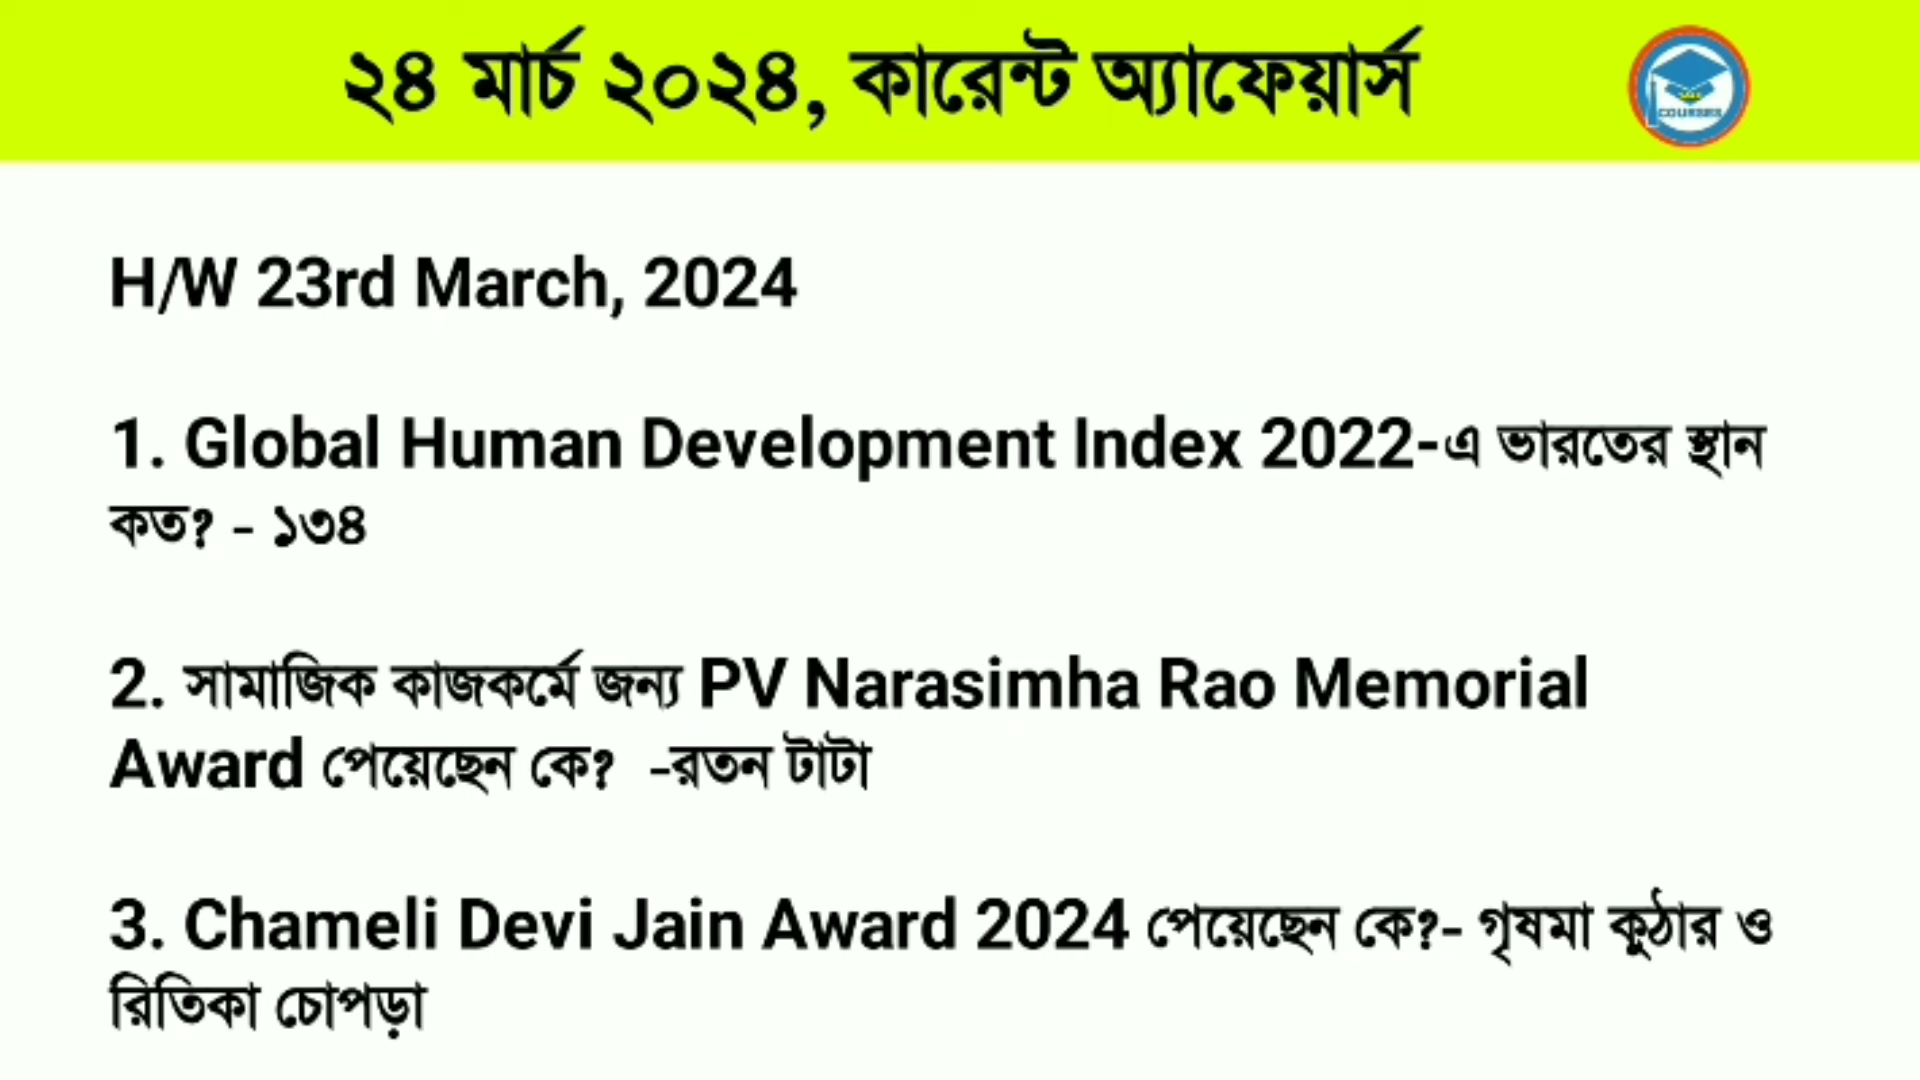 ২৪ মার্চ ২০২৪, কারেন্ট অ্যাফেয়ার্স
COURSES
H/W 23rd March, 2024
1. Global Human Development Index 2022-এ ভারতের স্থান
কত? - ১৩৪
2. সামাজিক কাজকর্মে জন্য PV Narasimha Rao Memorial
Award পেয়েছেন কে? -রতন টাটা
3. Chameli Devi Jain Award 2024 পেয়েছেন কে?- গৃষমা কুঠার ও
রিতিকা চোপড়া